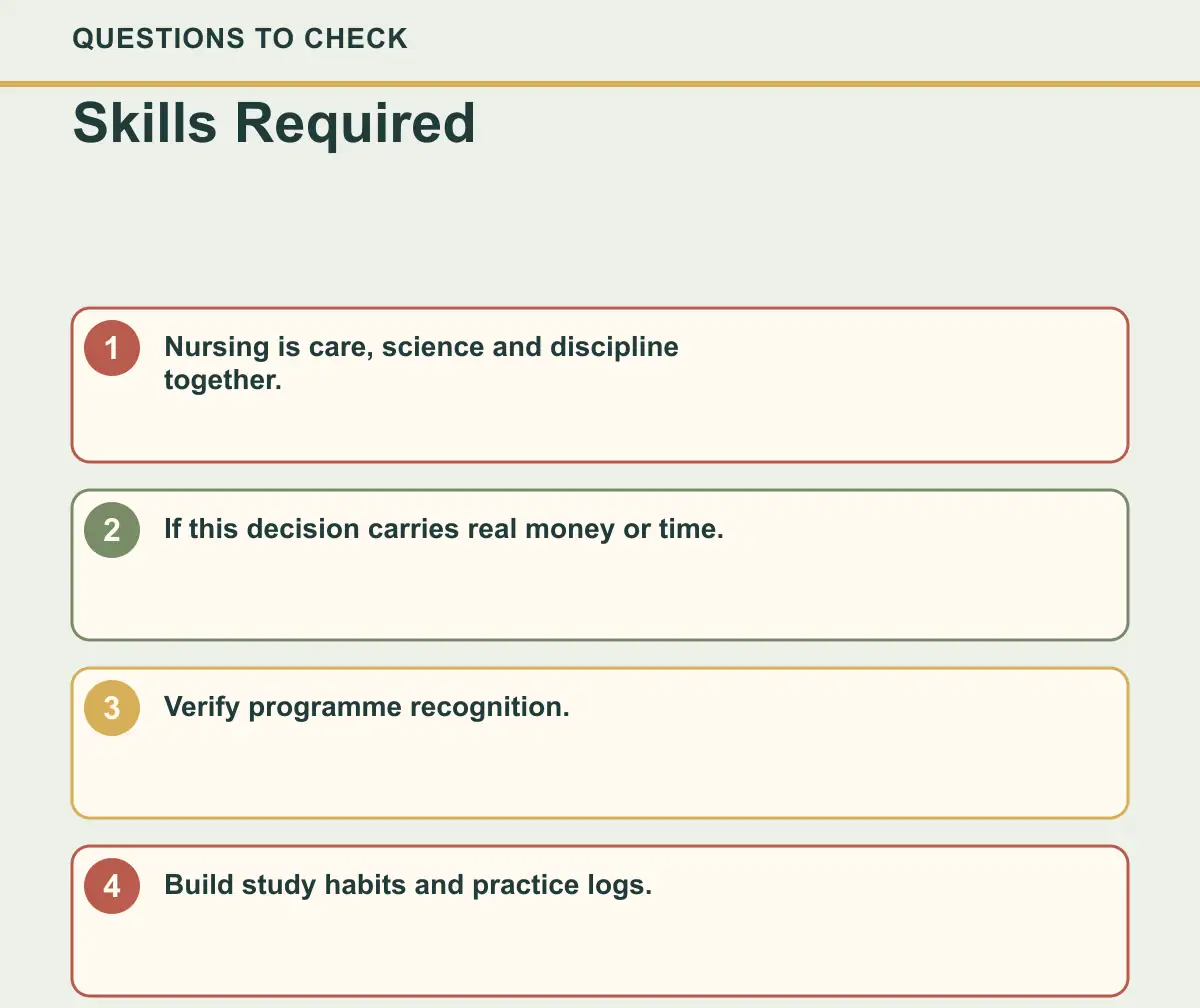 QUESTIONS TO CHECK
Skills Required
1
Nursing is care, science and discipline
together.
2
If this decision carries real money or time.
3
Verify programme recognition.
4
Build study habits and practice logs.